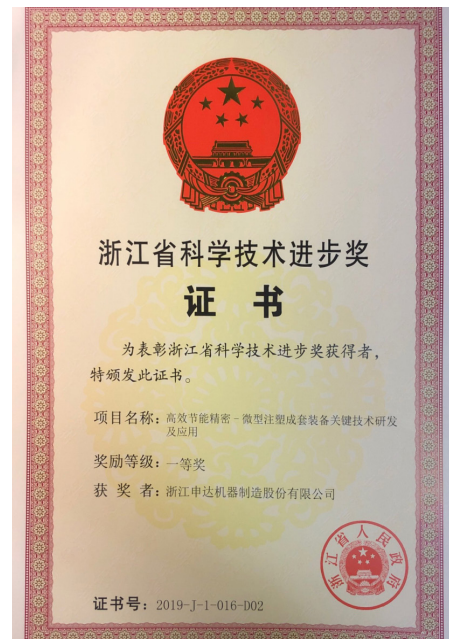 浙江省科学技术进步奖
证书
为表彰浙江省科学技术进步奖获得者，
特颁发此证书。
项目名称：高效节能精密-微型注塑成套装备关键技术研发
及应用
奖励等级：一等奖
获奖者：浙江申达机器制造股份有限公司
浙江省人民政府
证书号：2019-J-1-016-D02